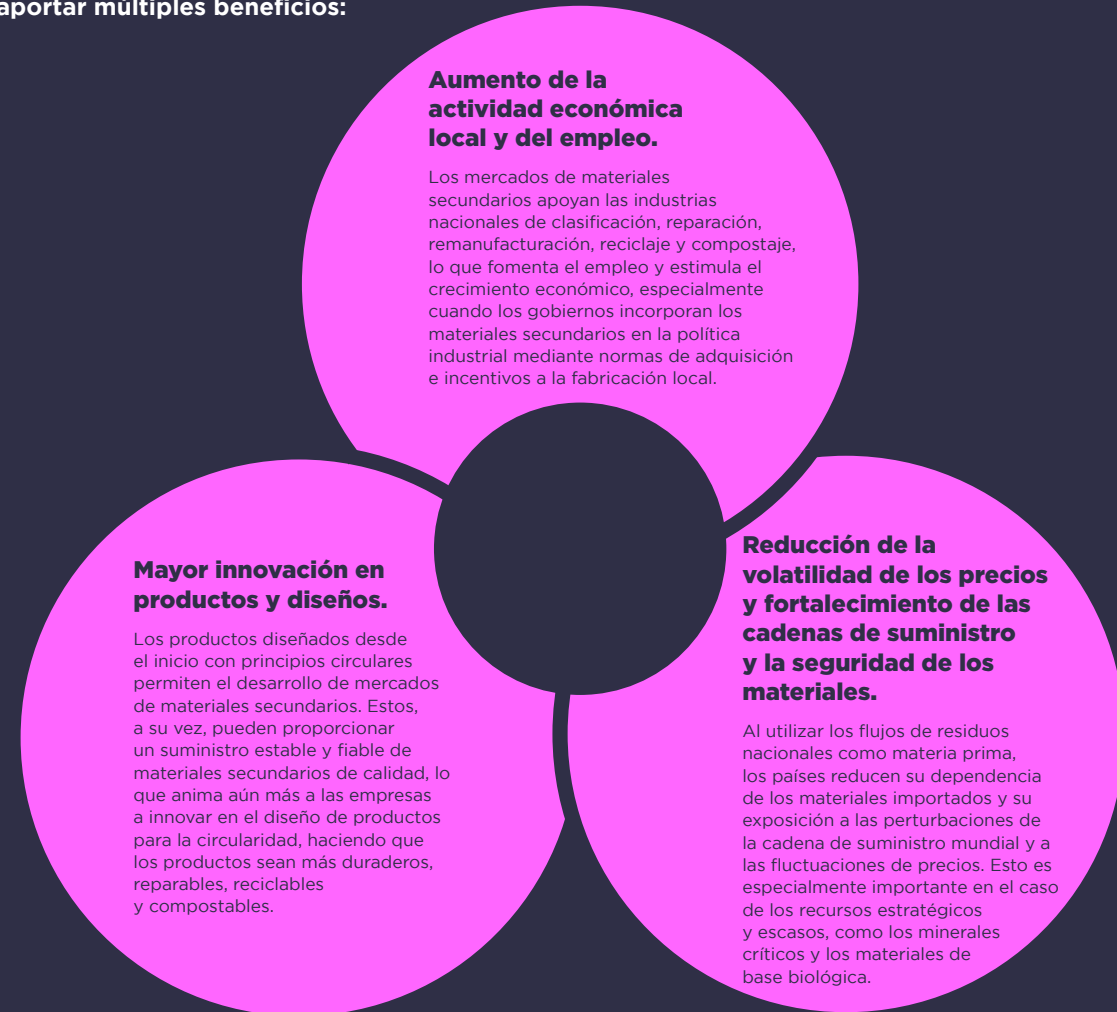 aportar múltiples beneficios:
Aumento de la
actividad económica
local y del empleo.
Los mercados de materiales
secundarios apoyan las industrias
nacionales de clasificación, reparación,
remanufacturación, reciclaje y compostaje,
lo que fomenta el empleo y estimula el
crecimiento económico, especialmente
cuando los gobiernos incorporan los
materiales secundarios en la política
industrial mediante normas de adquisición
e incentivos a la fabricación local.
Mayor innovación en
productos y diseños.
Los productos diseñados desde
el inicio con principios circulares
permiten el desarrollo de mercados
de materiales secundarios. Estos,
a su vez, pueden proporcionar
un suministro estable y fiable de
materiales secundarios de calidad, lo
que anima aún más a las empresas
a innovar en el diseño de productos
para la circularidad, haciendo que
los productos sean más duraderos,
reparables, reciclables
y compostables.
Reducción de la
volatilidad de los precios
y fortalecimiento de las
cadenas de suministro
y la seguridad de los
materiales.
Al utilizar los flujos de residuos
nacionales como materia prima,
los países reducen su dependencia
de los materiales importados y su
exposición a las perturbaciones de
la cadena de suministro mundial y a
las fluctuaciones de precios. Esto es
especialmente importante en el caso
de los recursos estratégicos
y escasos, como los minerales
críticos y los materiales de
base biológica.